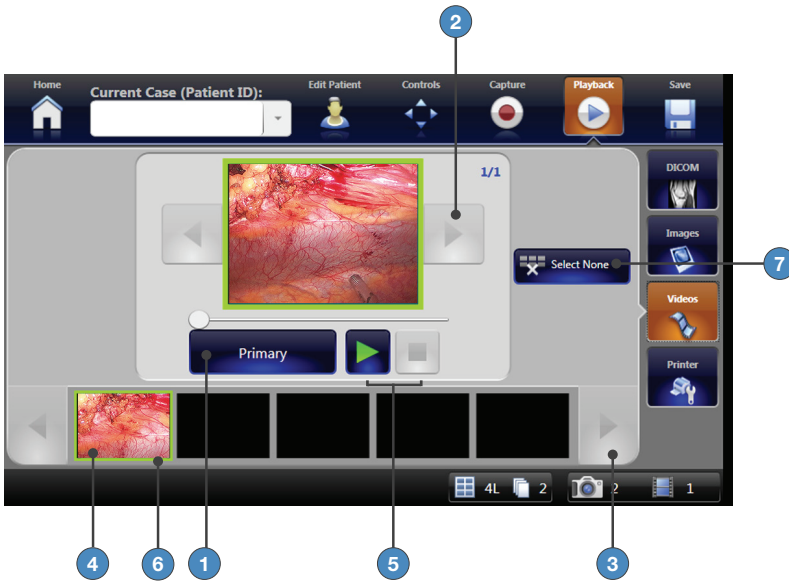 2
Home
Current Case (Patient ID):
Edit Patient
Controls
Capture
Playback
Save
1/1
DICOM
Images
Select None
7
Videos
Primary
Printer
4L
2
2
1
4
6
1
5
3